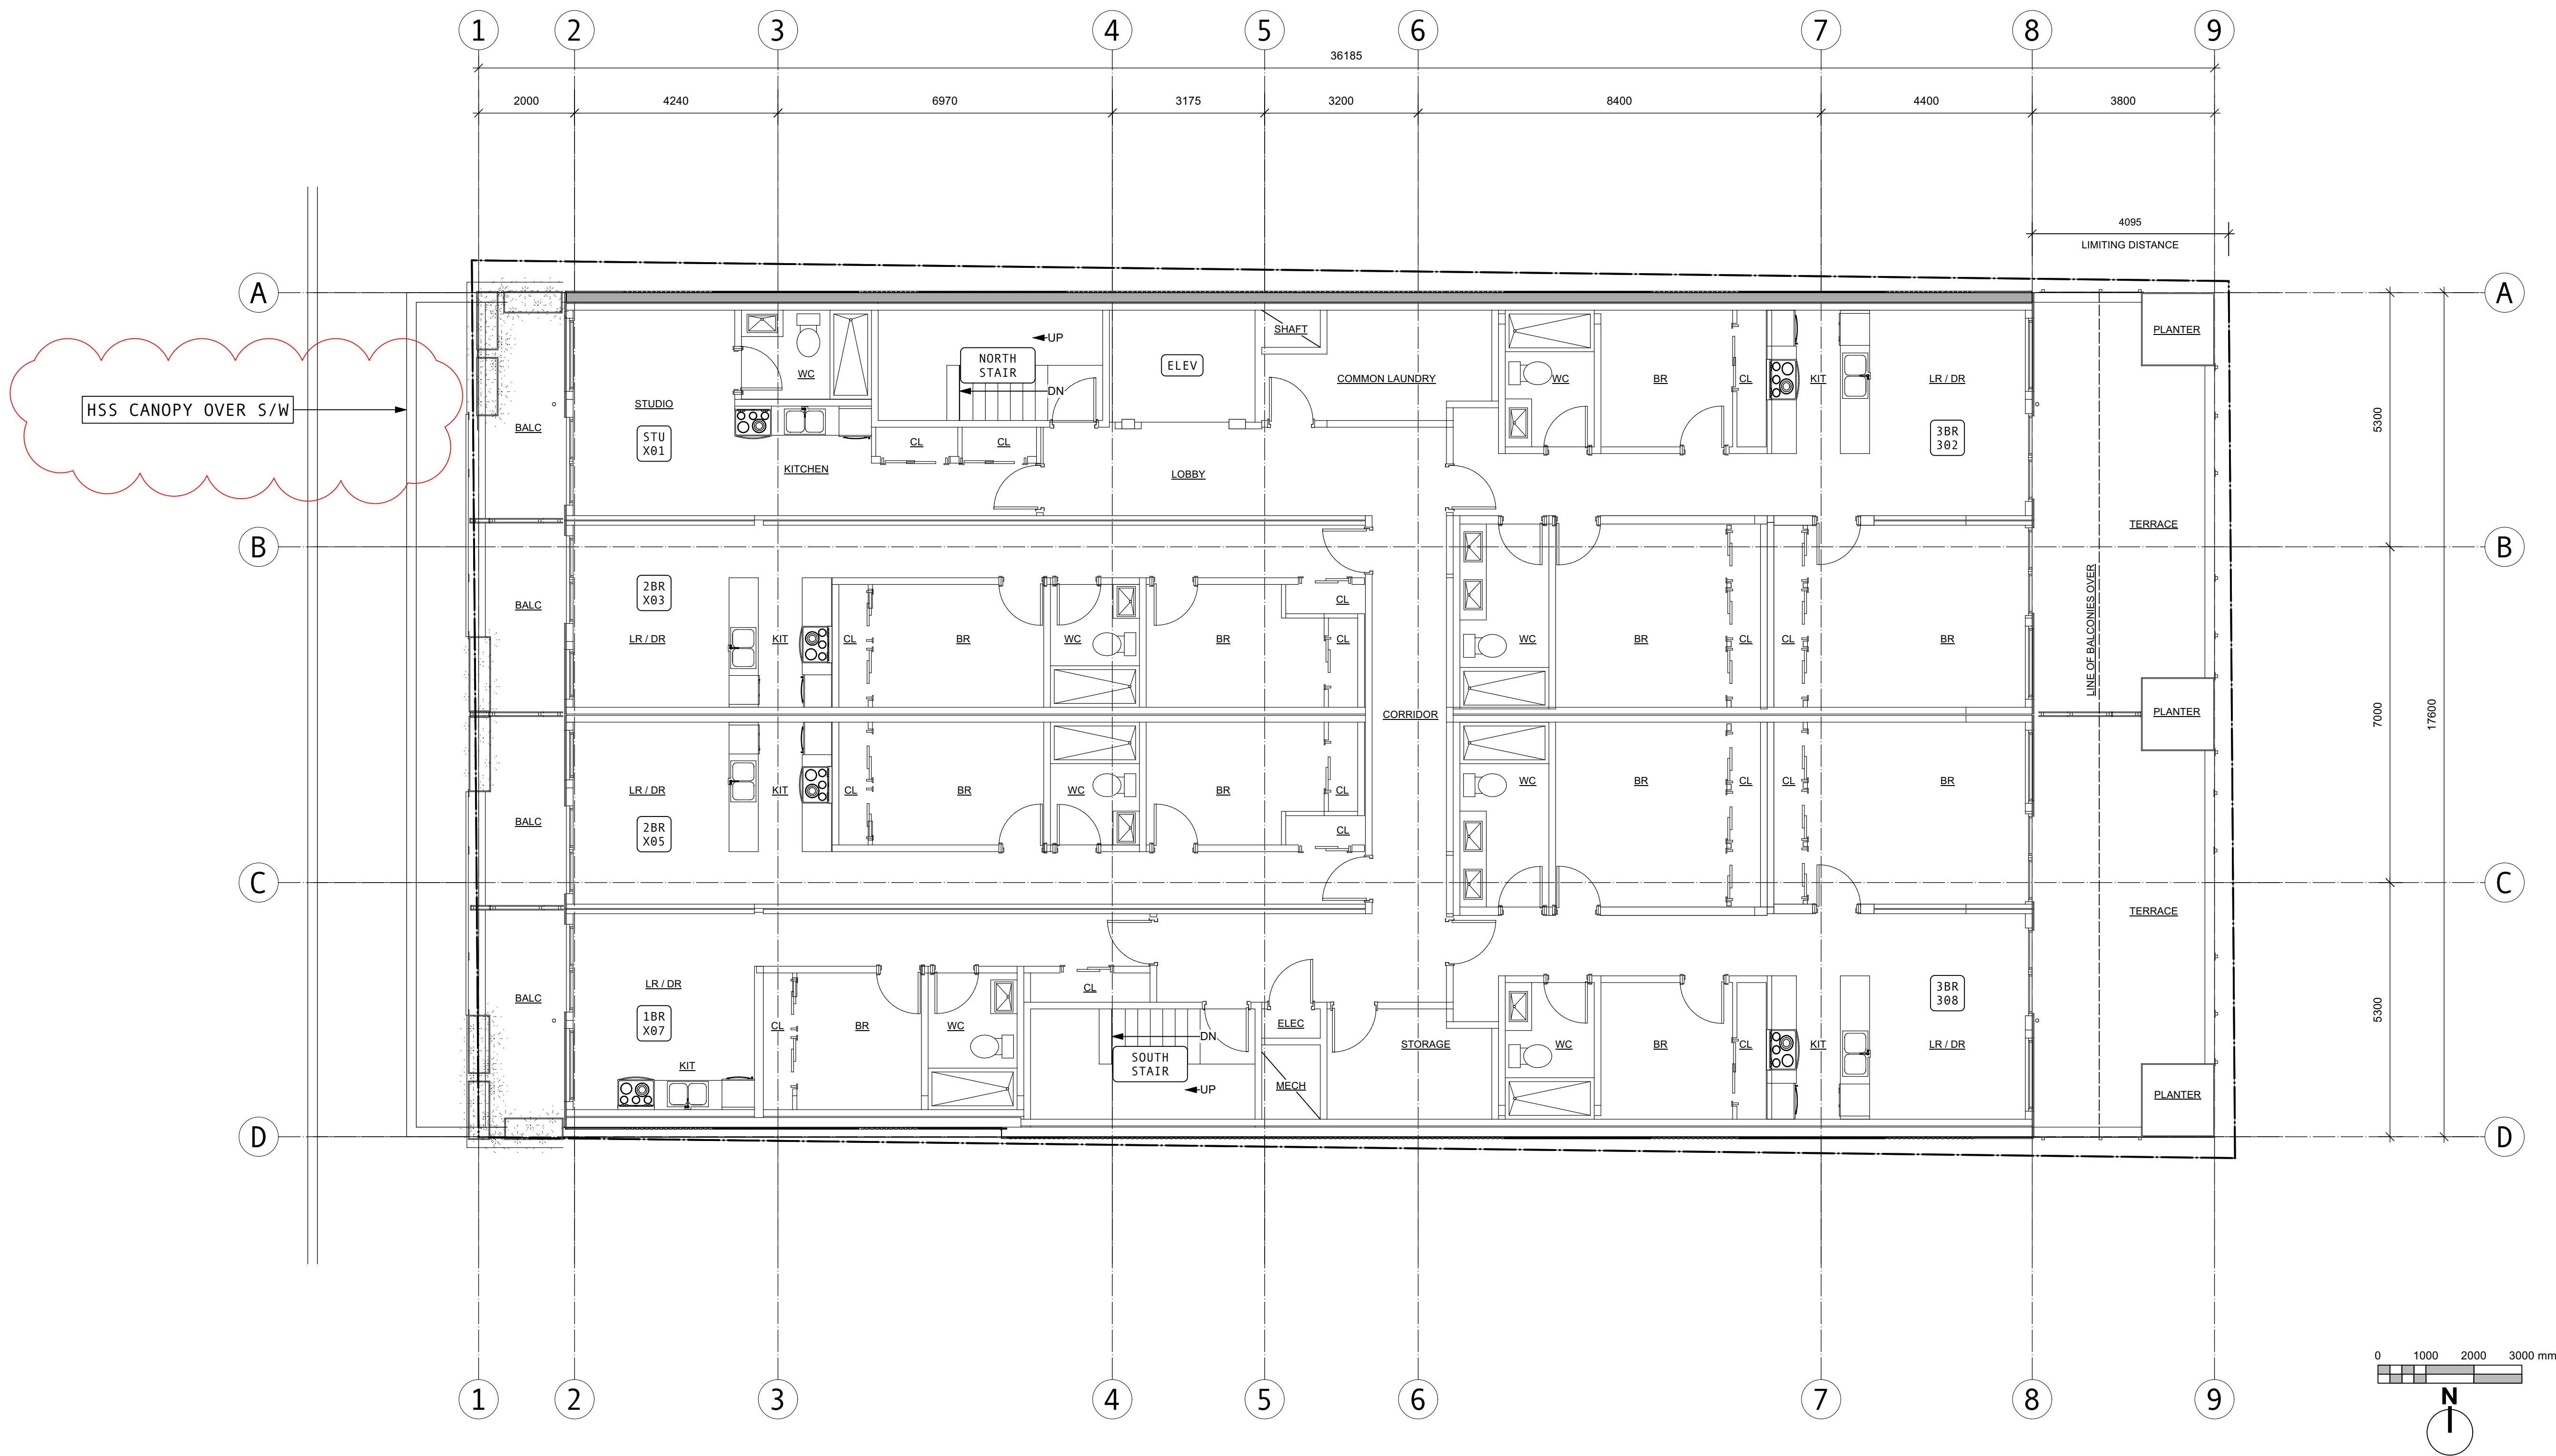 1 2 3 4 5 6 7 8 9
36185
2000 4240 6970 3175 3200 8400 4400 3800
4095
LIMITING DISTANCE
A A
SHAFT
PLANTER
UP
NORTH
STAIR
ELEV
DN
WC
COMMON LAUNDRY
WC
BR
CL
KIT
LR / DR
HSS CANOPY OVER S/W
STUDIO
BALC
STU
X01
3BR
302
5300
CL
CL
KITCHEN
LOBBY
TERRACE
B B
2BR
X03
CL
BALC
LINE OF BALCONIES OVER
LR / DR
KIT
CL
BR
WC
BR
CL
WC
BR
CL
CL
BR
CORRIDOR
PLANTER
7000
17600
LR / DR
KIT
CL
BR
WC
BR
CL
WC
BR
CL
CL
BR
BALC
2BR
X05
CL
C C
TERRACE
LR / DR
CL
BALC
3BR
308
1BR
X07
CL
BR
WC
ELEC
5300
DN
SOUTH
STAIR
STORAGE
WC
BR
CL
KIT
LR / DR
KIT
UP
MECH
PLANTER
D D
0 1000 2000 3000 mm
N
1 2 3 4 5 6 7 8 9